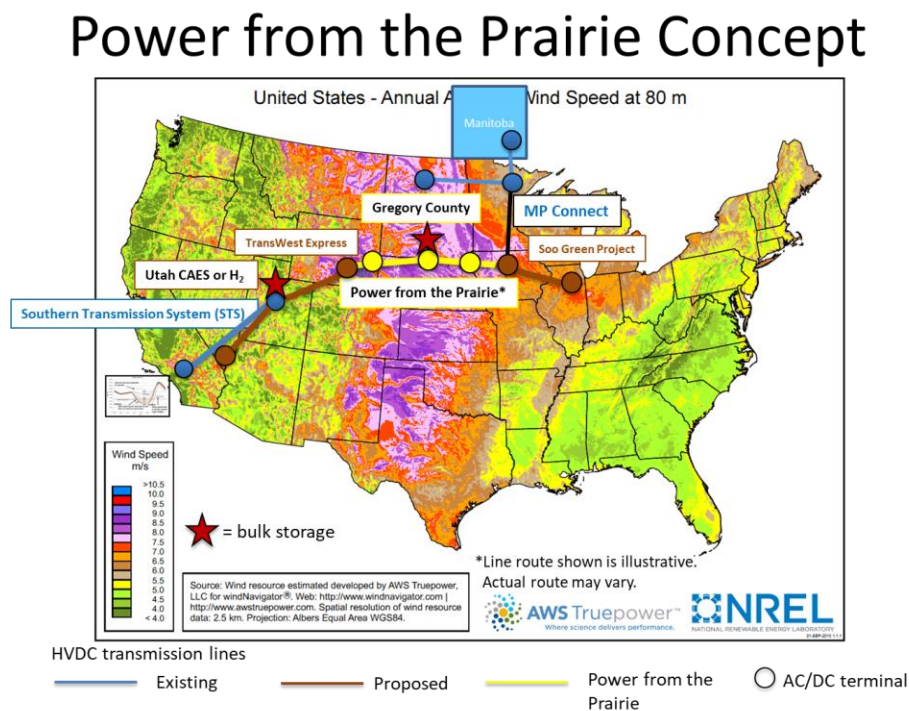 Power from the Prairie Concept
United States - Annual A
Wind Speed at 80 m
Manitoba
Gregory County
MP Connect
TransWest Express
Soo Green Project
Utah CAES or H₂
Power from the Prairie*
Southern Transmission System (STS)
Wind Speed
m/s
>10.5
10.0
9.5
9.0
8.5
8.0
7.5
7.0
6.5
6.0
5.5
5.0
4.5
4.0
< 4.0
= bulk storage
*Line route shown is illustrative.
Actual route may vary.
Source: Wind resource estimated developed by AWS Truepower,
LLC for windNavigator®. Web: http://www.windnavigator.com |
http://www.awstruepower.com. Spatial resolution of wind resource
data: 2.5 km. Projection: Albers Equal Area WGS84.
AWS Truepower™
Where science delivers performance.
NREL
NATIONAL RENEWABLE ENERGY LABORATORY
HVDC transmission lines
Existing
Proposed
Power from the
Prairie
AC/DC terminal